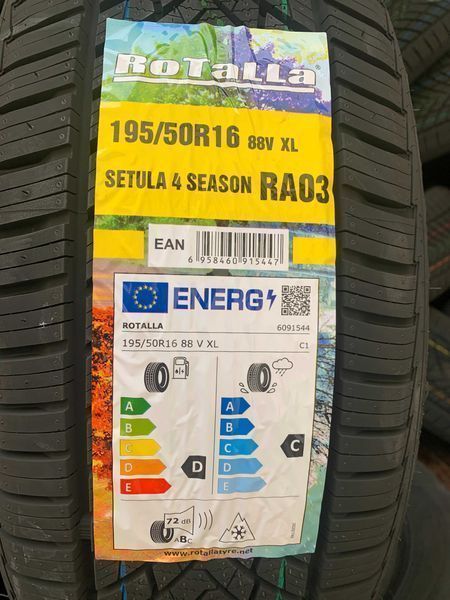 RoTalla
195/50R16 88V XL
SETULA 4 SEASON RA03
EAN
6 958460 915447
ENERG
ROTALLA 6091544
195/50R16 88 V XL C1
A A
B B
C C C
D D D
E E
72 dB
ABC
www.rotallatyre.net